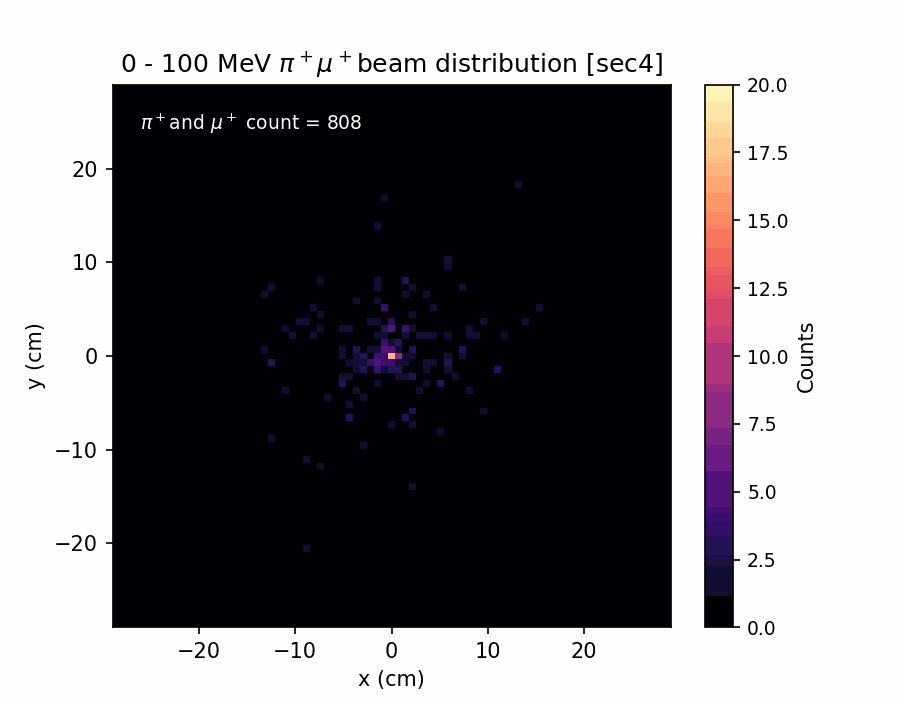 0 - 100 MeV π⁺μ⁺beam distribution [sec4]
π⁺and μ⁺ count = 808
y (cm)
20
10
0
−10
−20
−20 −10 0 10 20
x (cm)
20.0
17.5
15.0
12.5
10.0
7.5
5.0
2.5
0.0
Counts